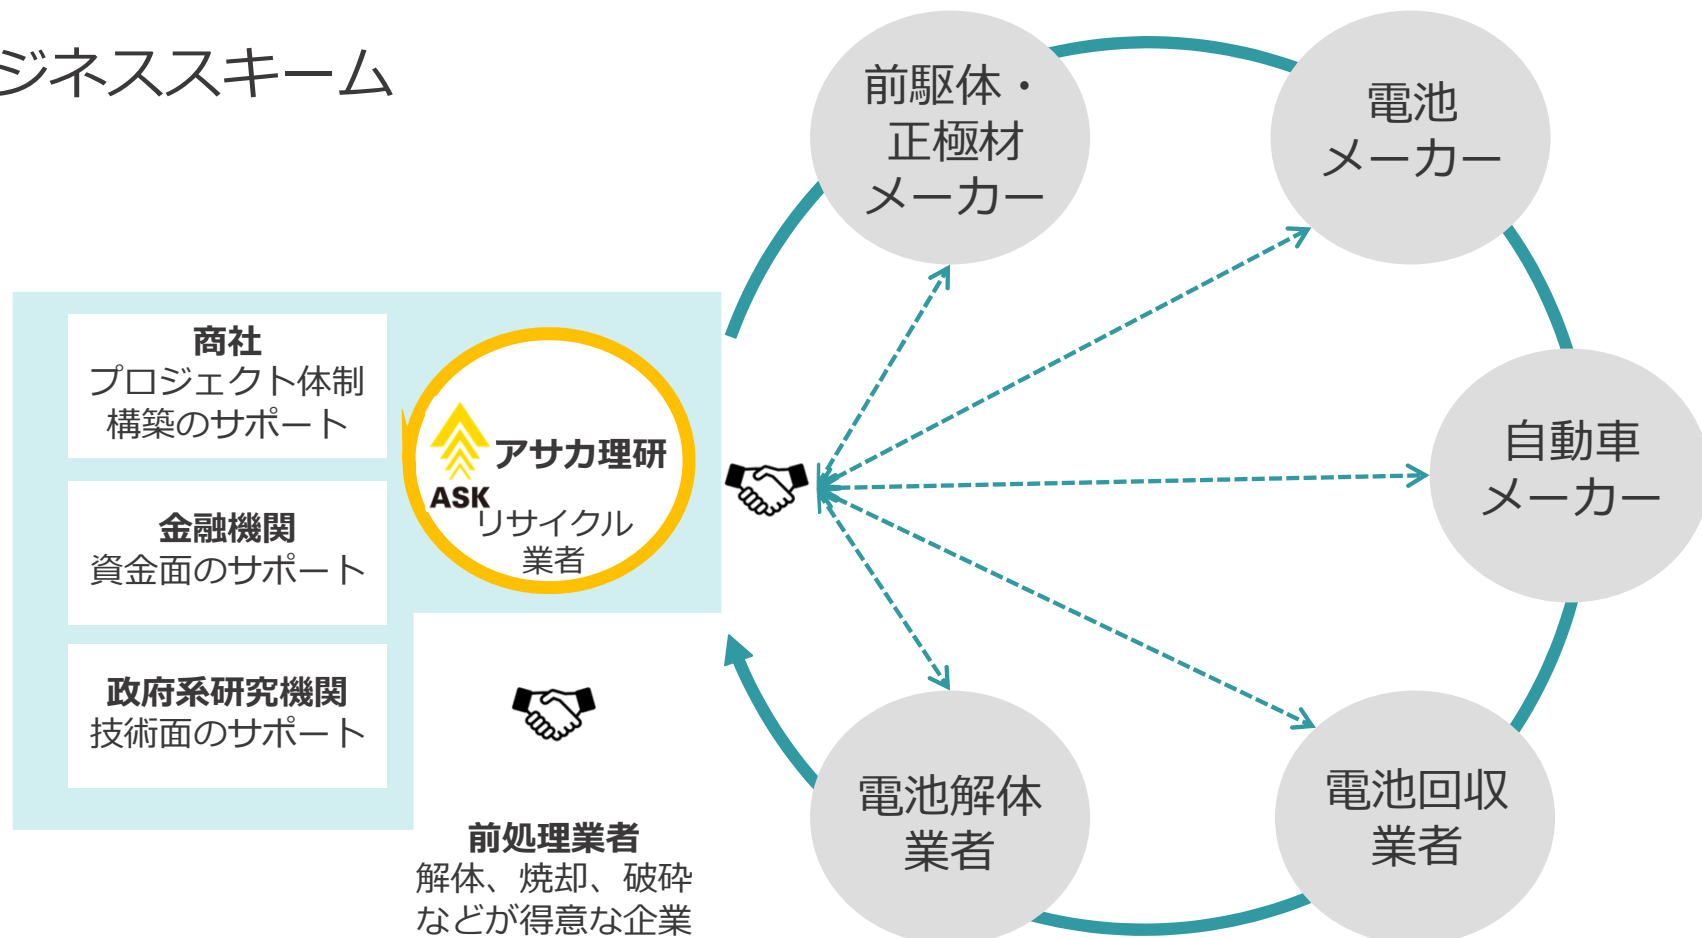 ジネススキーム
前駆体・
正極材
メーカー
電池
メーカー
商社
プロジェクト体制
構築のサポート
アサカ理研
ASK
リサイクル
業者
金融機関
資金面のサポート
政府系研究機関
技術面のサポート
自動車
メーカー
電池解体
業者
電池回収
業者
前処理業者
解体、焼却、破砕
などが得意な企業